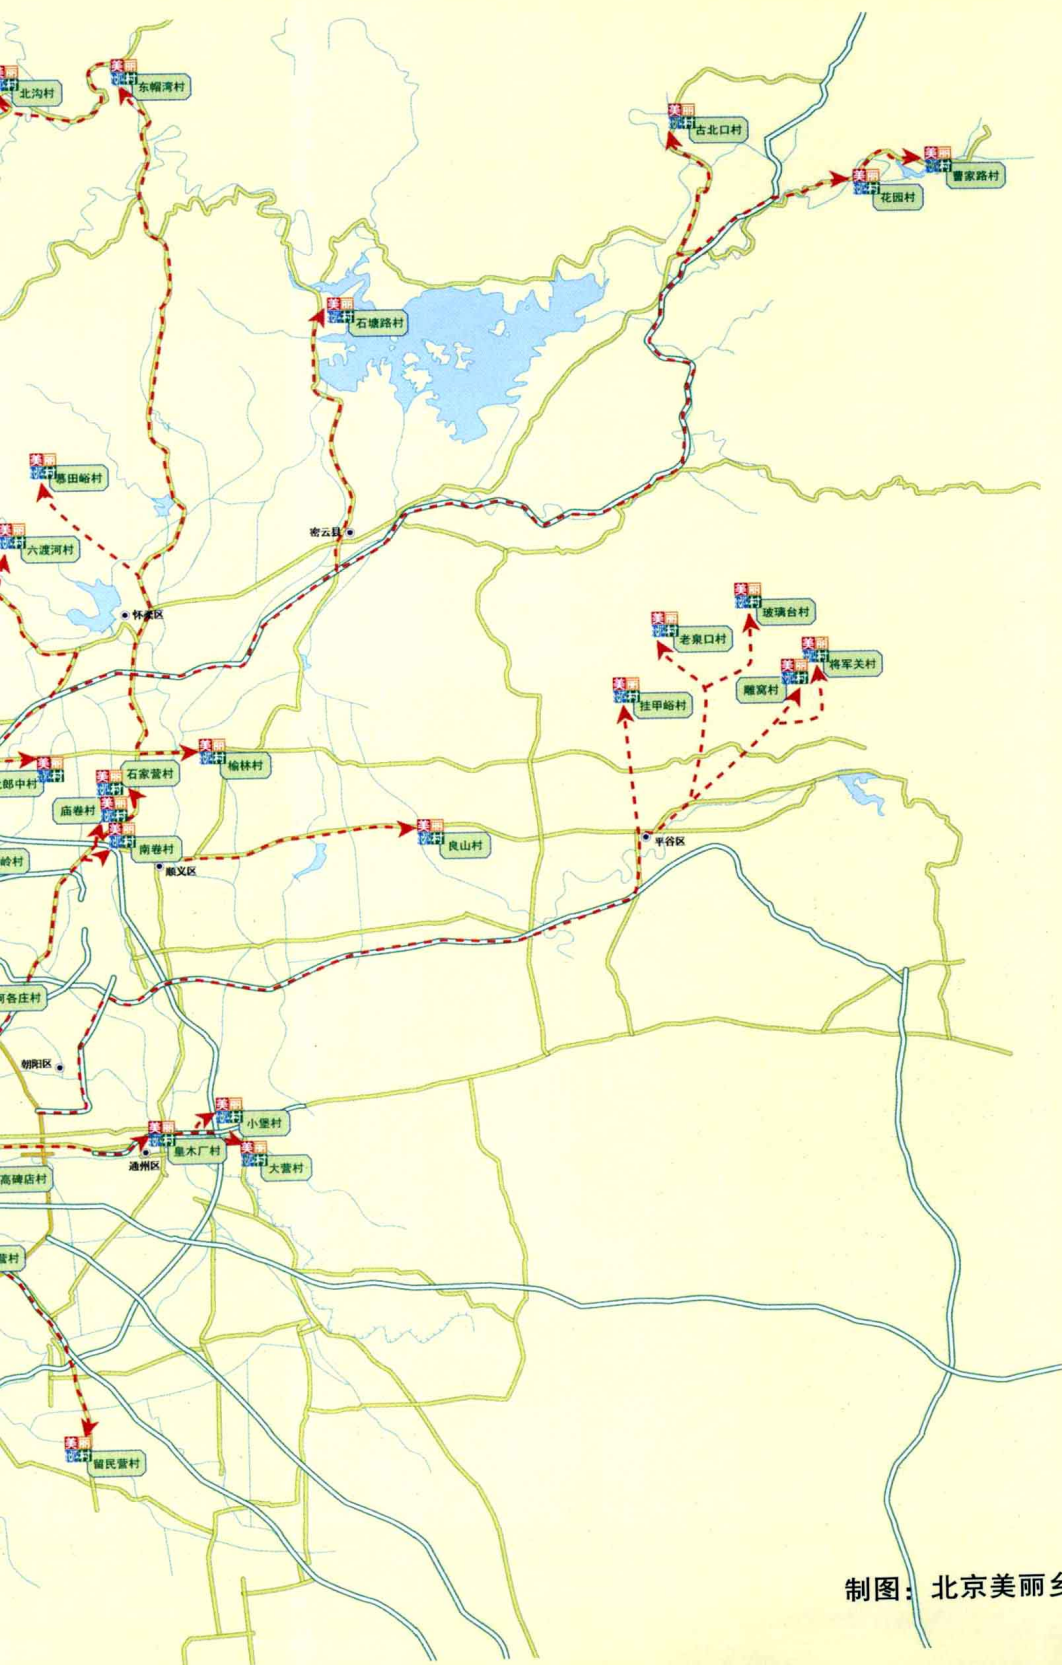 北沟村
东帽湾村
古北口村
曹家路村
花园村
石塘路村
慕田峪村
六渡河村
密云县
怀柔区
玻璃台村
老泉口村
将军关村
雕窝村
挂甲峪村
榆林村
石家营村
郎中村
庙卷村
南卷村
岭村
顺义区
良山村
平谷区
各庄村
朝阳区
小堡村
皇木厂村
通州区
大营村
高碑店村
营村
留民营村
制图：北京美丽乡
美丽
乡村